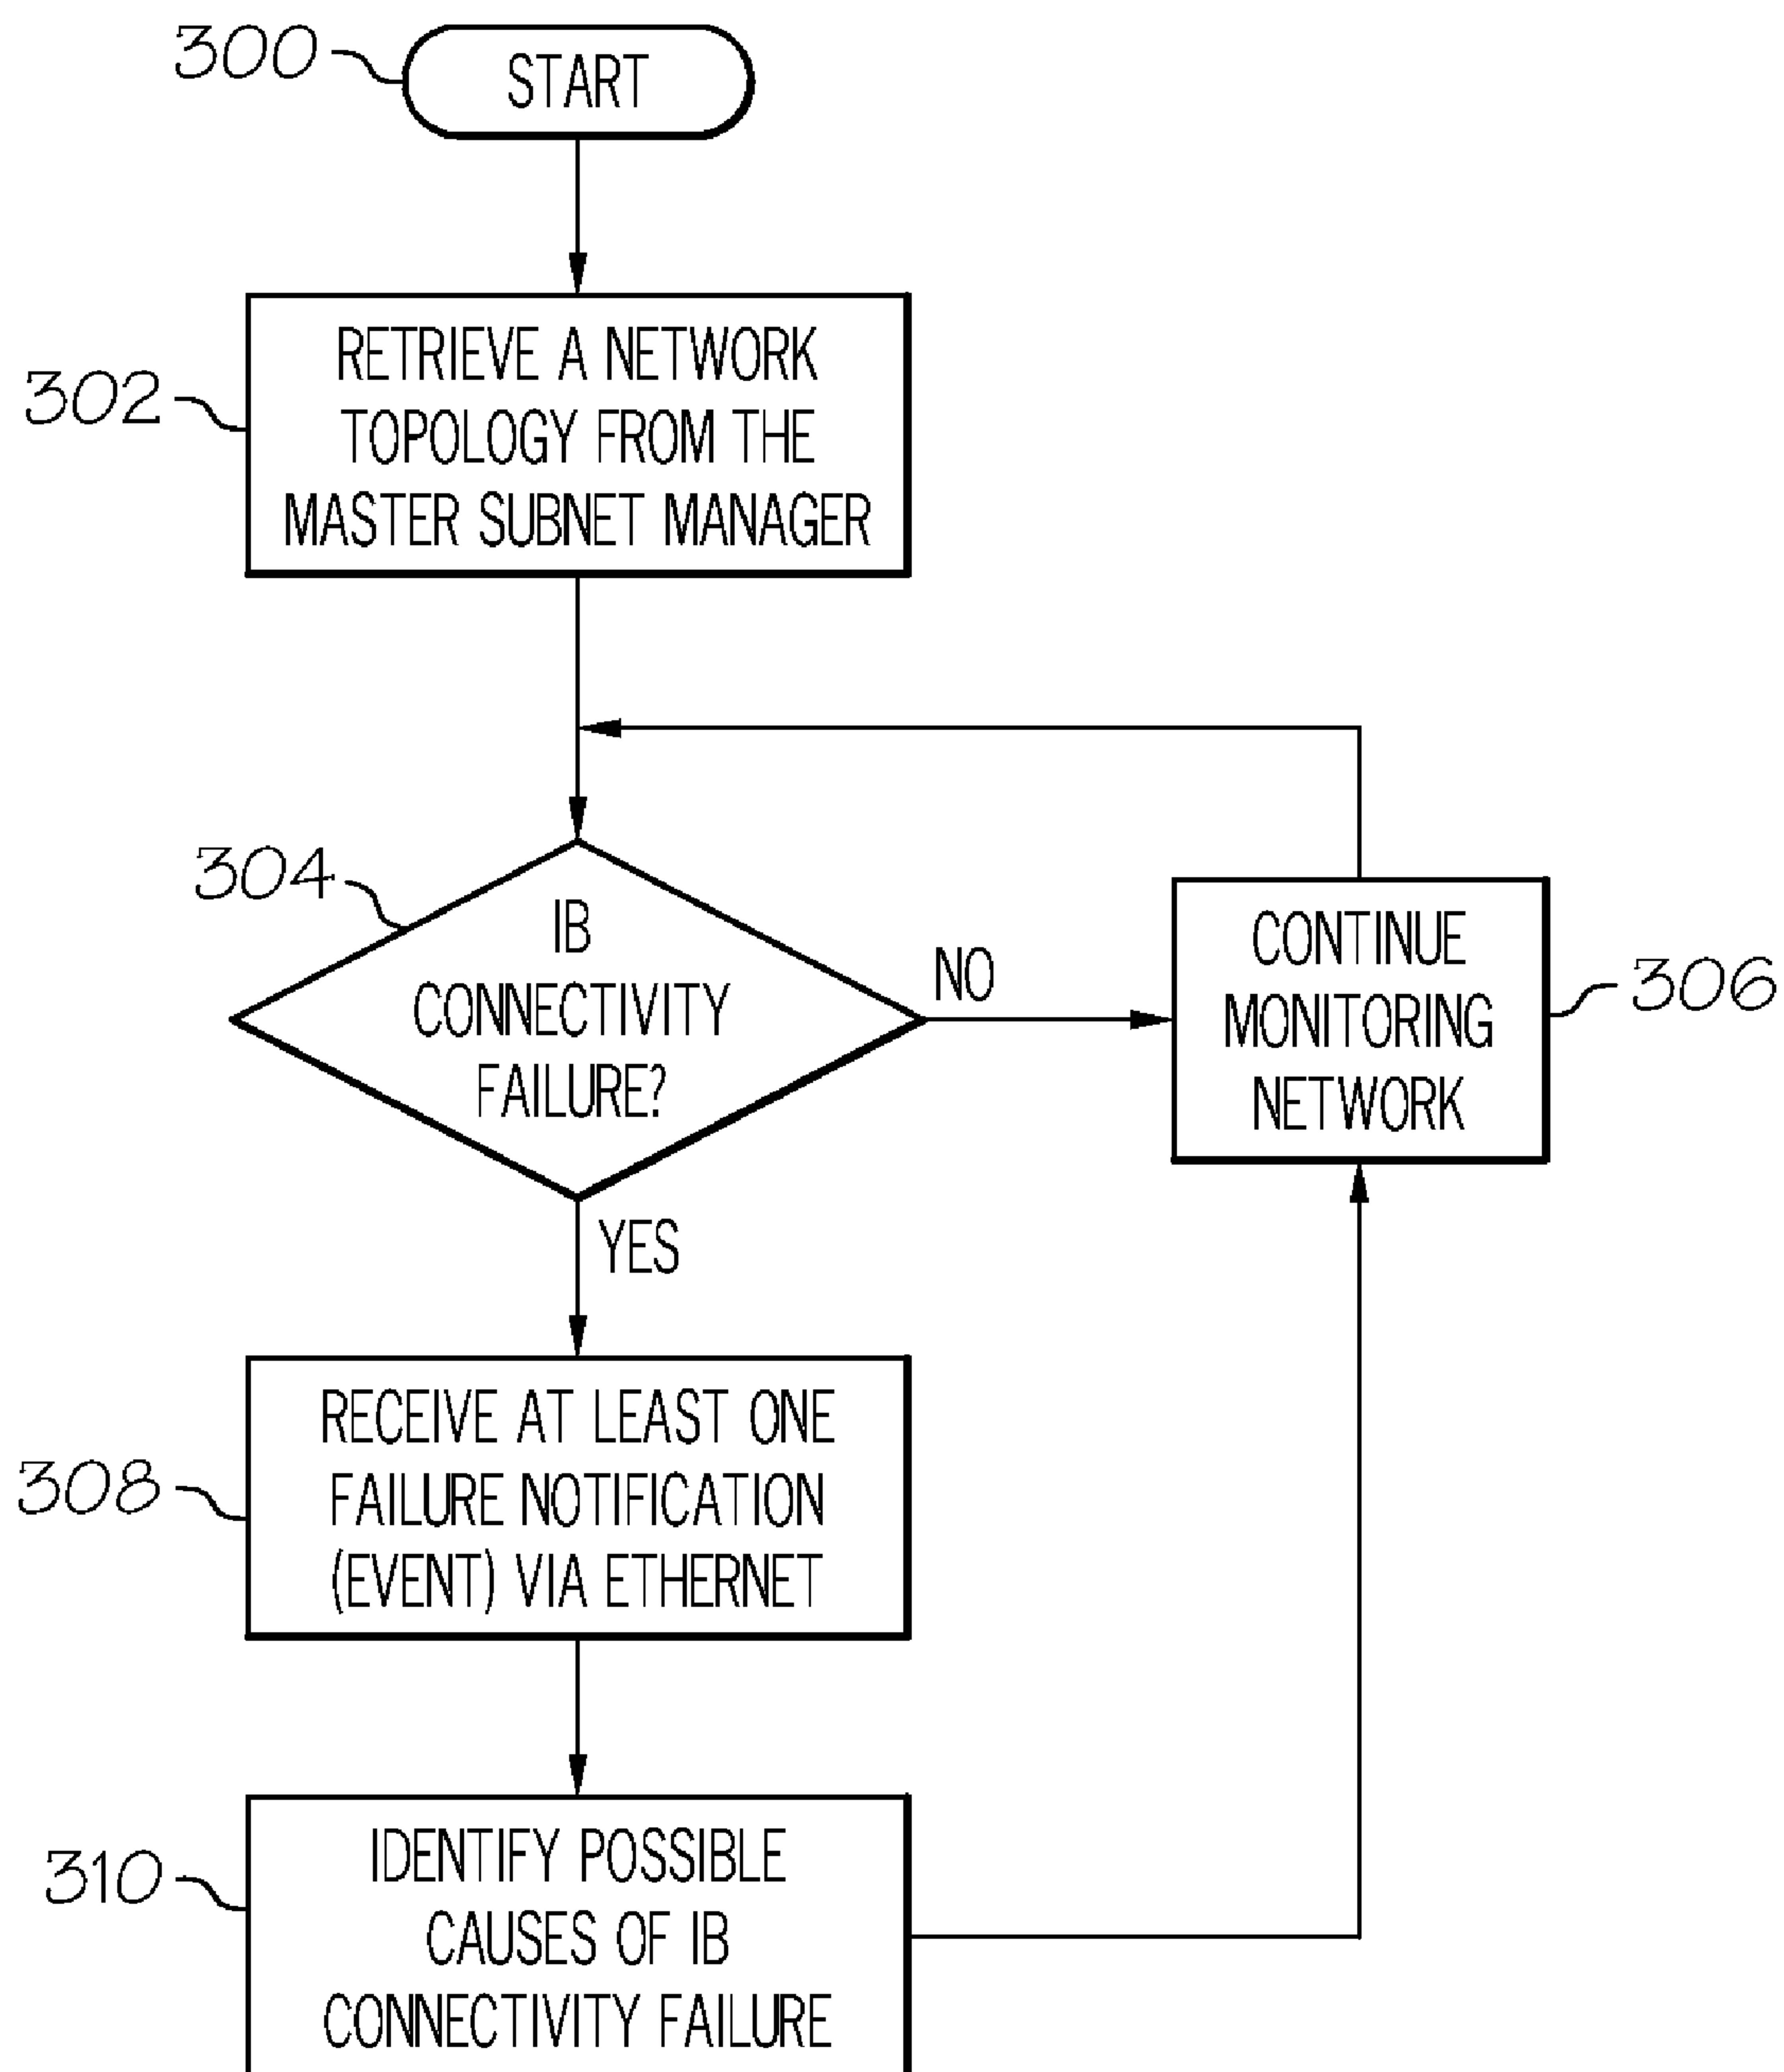 300
START
302
RETRIEVE A NETWORK
TOPOLOGY FROM THE
MASTER SUBNET MANAGER
304
IB
CONNECTIVITY
FAILURE?
NO
CONTINUE
MONITORING
NETWORK
306
YES
308
RECEIVE AT LEAST ONE
FAILURE NOTIFICATION
(EVENT) VIA ETHERNET
310
IDENTIFY POSSIBLE
CAUSES OF IB
CONNECTIVITY FAILURE